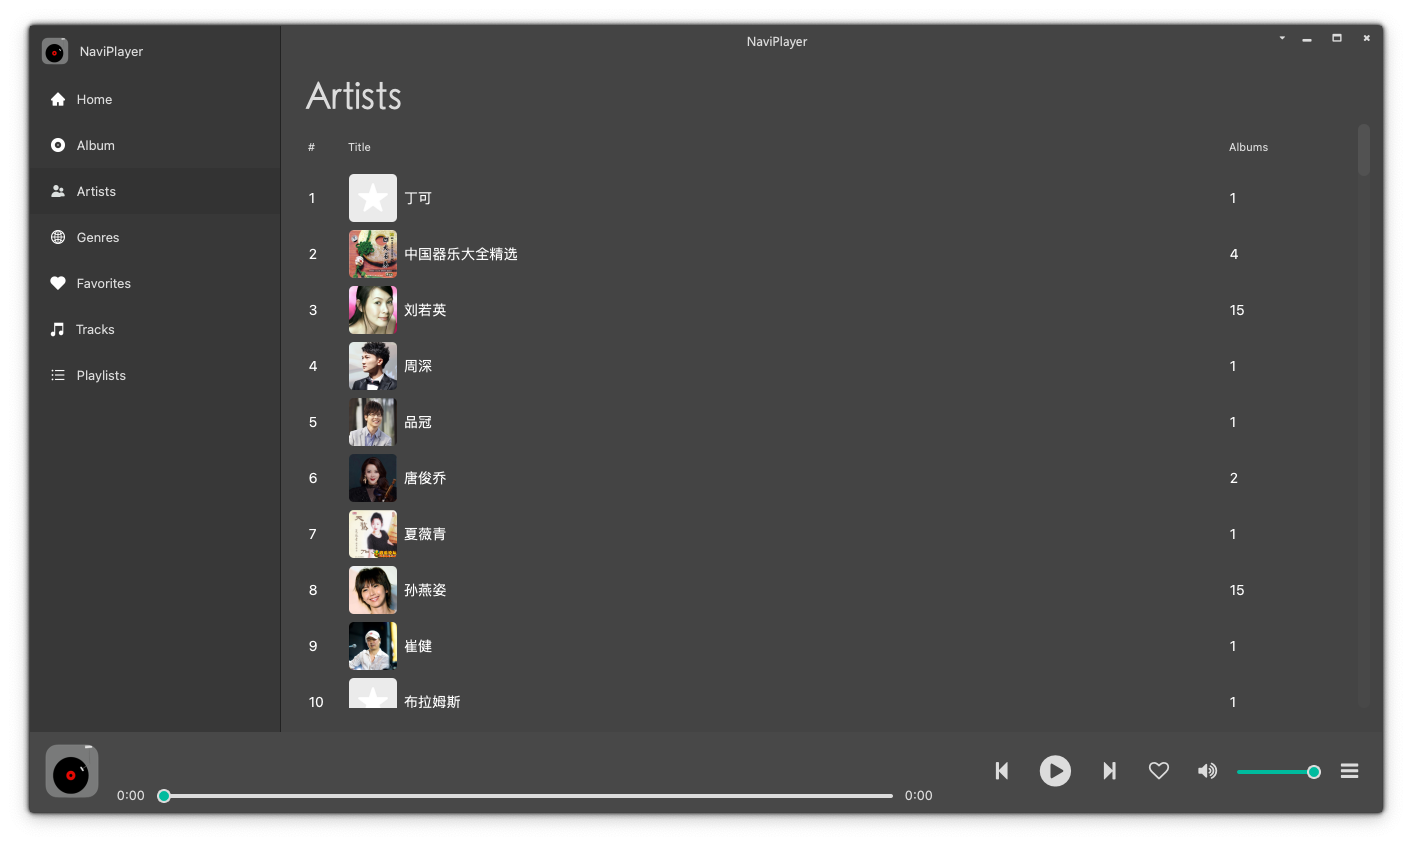 NaviPlayer
NaviPlayer
Home
Album
Artists
Genres
Favorites
Tracks
Playlists
Artists
# Title Albums
1 丁可 1
2 中国器乐大全精选 4
3 刘若英 15
4 周深 1
5 品冠 1
6 唐俊乔 2
7 夏薇青 1
8 孙燕姿 15
9 崔健 1
10 布拉姆斯 1
0:00 0:00